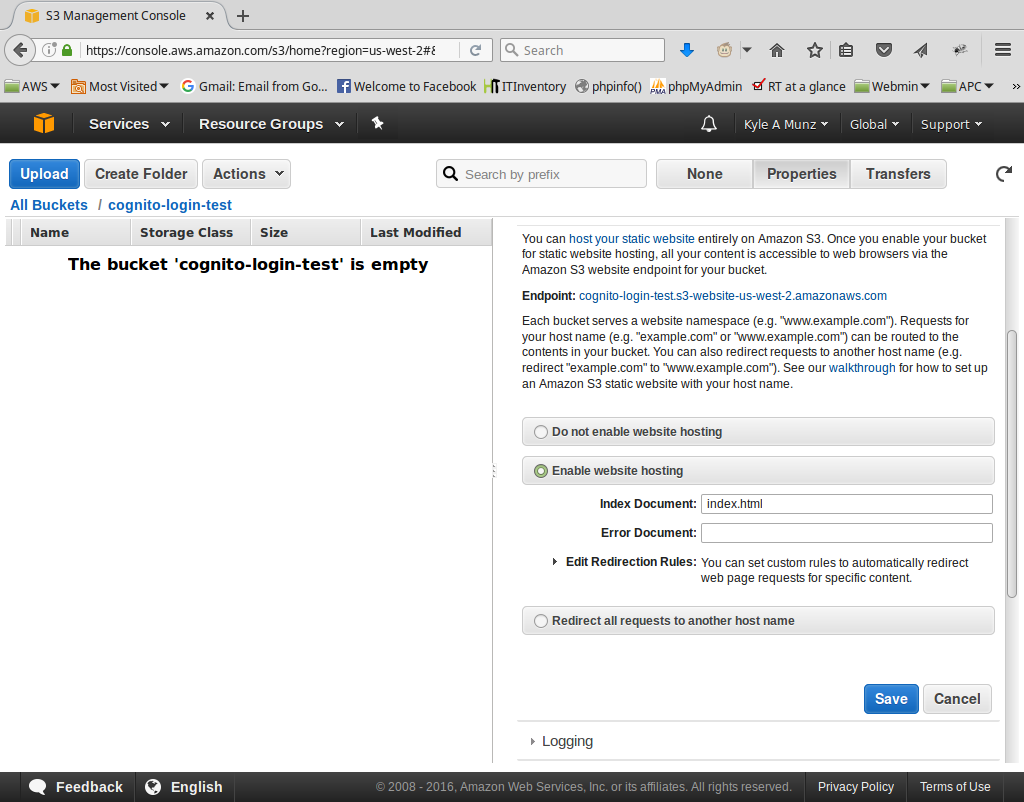 S3 Management Console
https://console.aws.amazon.com/s3/home?region=us-west-2#&
Search
AWS
Most Visited
Gmail: Email from Go...
Welcome to Facebook
ITInventory
phpinfo()
phpMyAdmin
RT at a glance
Webmin
APC
Services
Resource Groups
Kyle A Munz
Global
Support
Upload
Create Folder
Actions
Search by prefix
None
Properties
Transfers
All Buckets / cognito-login-test
Name
Storage Class
Size
Last Modified
The bucket 'cognito-login-test' is empty
You can host your static website entirely on Amazon S3. Once you enable your bucket
for static website hosting, all your content is accessible to web browsers via the
Amazon S3 website endpoint for your bucket.
Endpoint: cognito-login-test.s3-website-us-west-2.amazonaws.com
Each bucket serves a website namespace (e.g. "www.example.com"). Requests for
your host name (e.g. "example.com" or "www.example.com") can be routed to the
contents in your bucket. You can also redirect requests to another host name (e.g.
redirect "example.com" to "www.example.com"). See our walkthrough for how to set up
an Amazon S3 static website with your host name.
Do not enable website hosting
Enable website hosting
Index Document: index.html
Error Document:
Edit Redirection Rules: You can set custom rules to automatically redirect
web page requests for specific content.
Redirect all requests to another host name
Save
Cancel
Logging
Feedback
English
© 2008 - 2016, Amazon Web Services, Inc. or its affiliates. All rights reserved.
Privacy Policy
Terms of Use